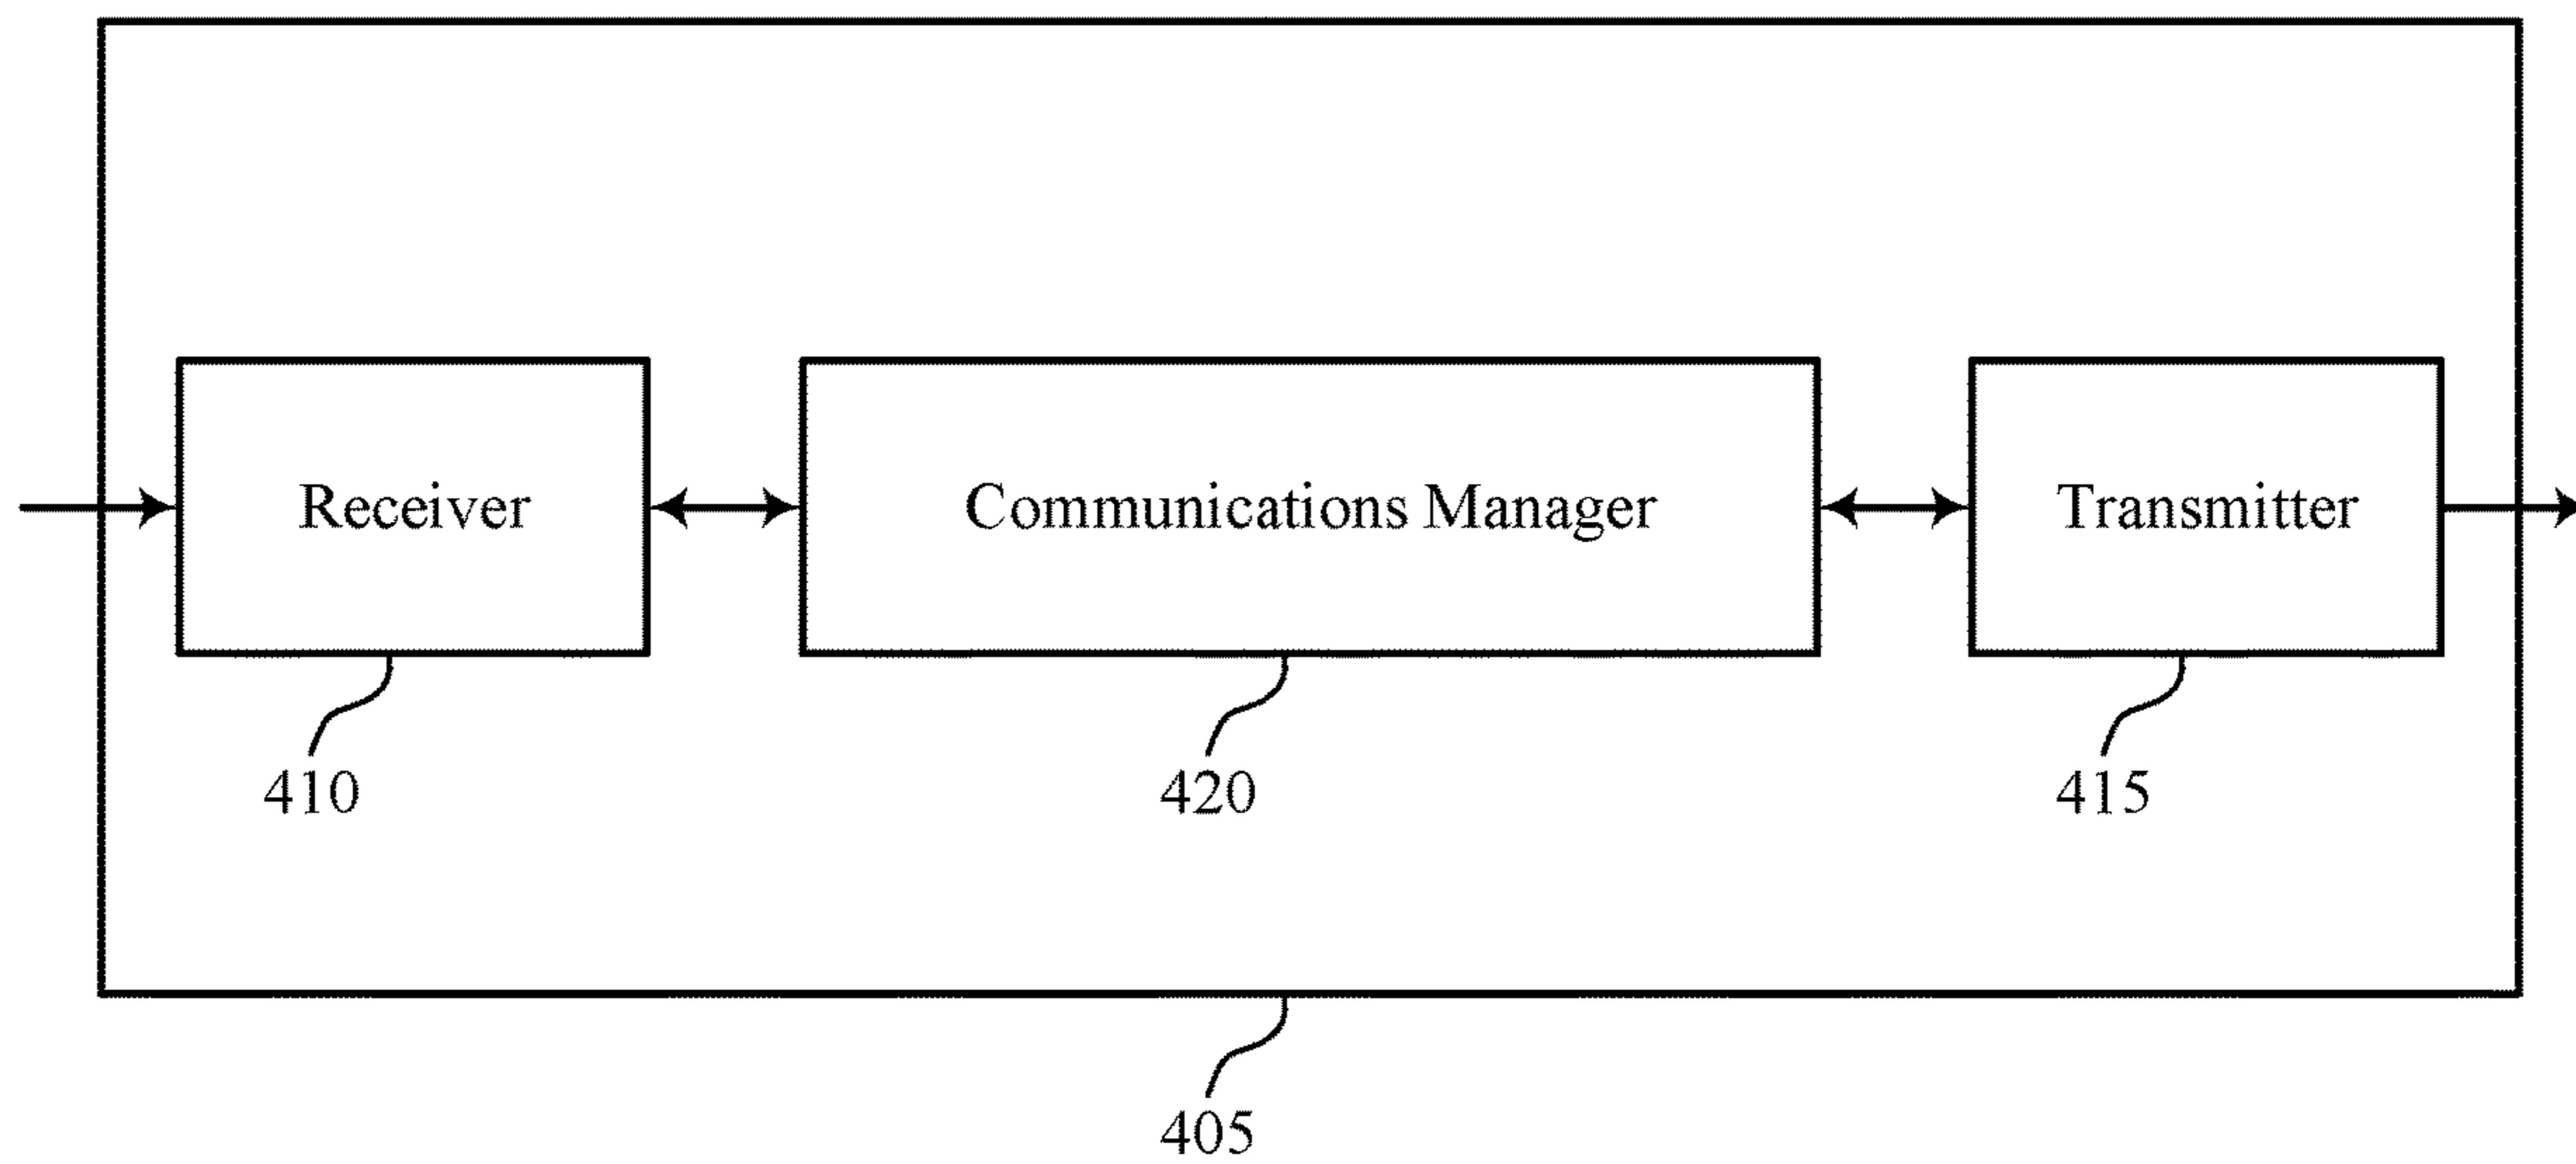 Receiver
Communications Manager
Transmitter
410
420
415
405